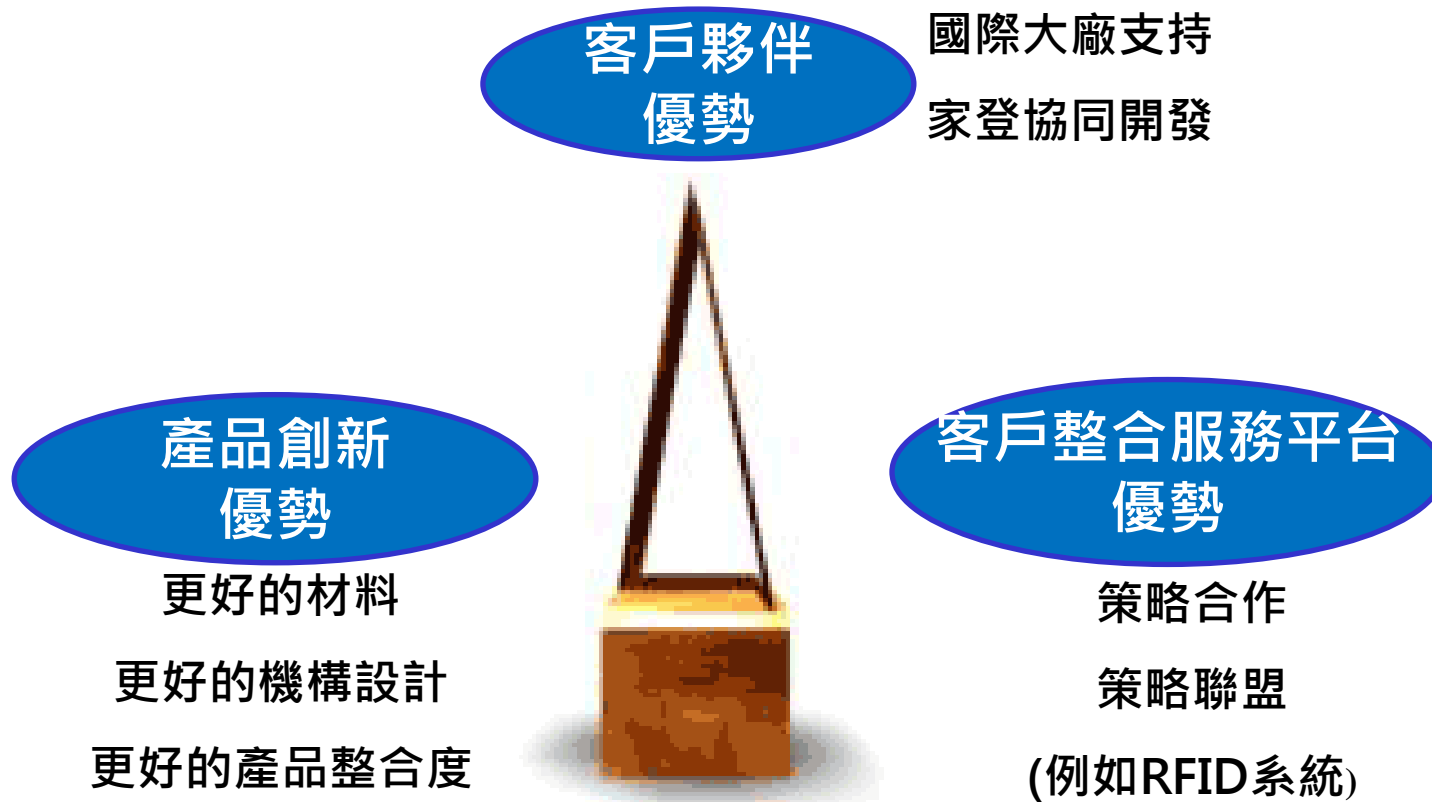 客戶夥伴
優勢
國際大廠支持
家登協同開發
產品創新
優勢
更好的材料
更好的機構設計
更好的產品整合度
客戶整合服務平台
優勢
策略合作
策略聯盟
(例如RFID系統)